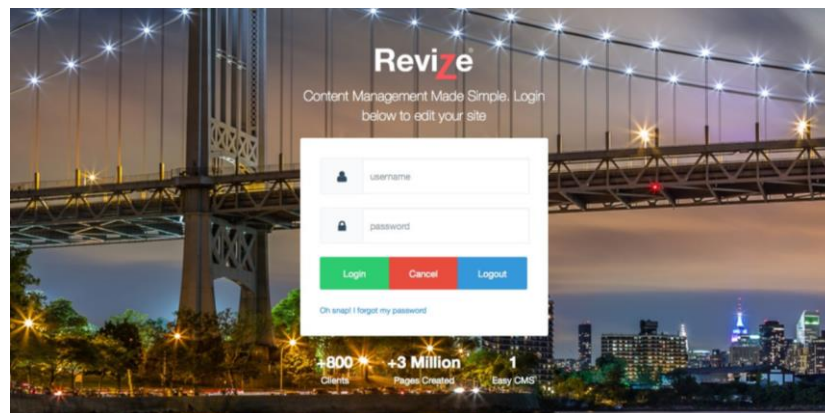 Revize
Content Management Made Simple. Login
below to edit your site
username
password
Login Cancel Logout
Oh snap! I forgot my password
+800 +3 Million 1
Clients Pages Created Easy CMS